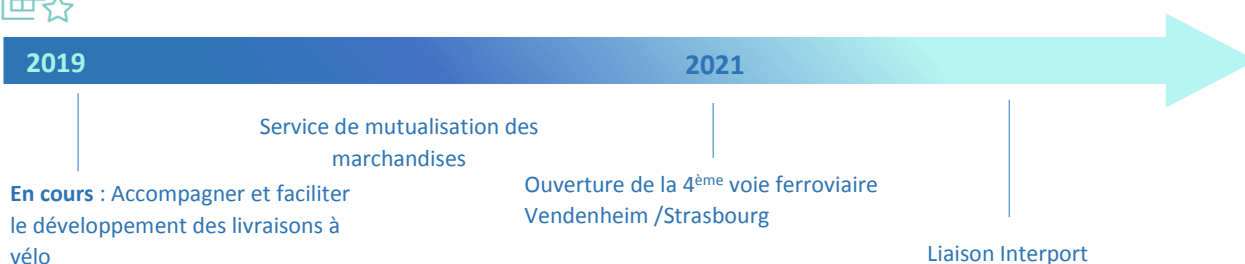 2019
2021
Service de mutualisation des
marchandises
En cours : Accompagner et faciliter
le développement des livraisons à
vélo
Ouverture de la 4ème voie ferroviaire
Vendenheim /Strasbourg
Liaison Interport